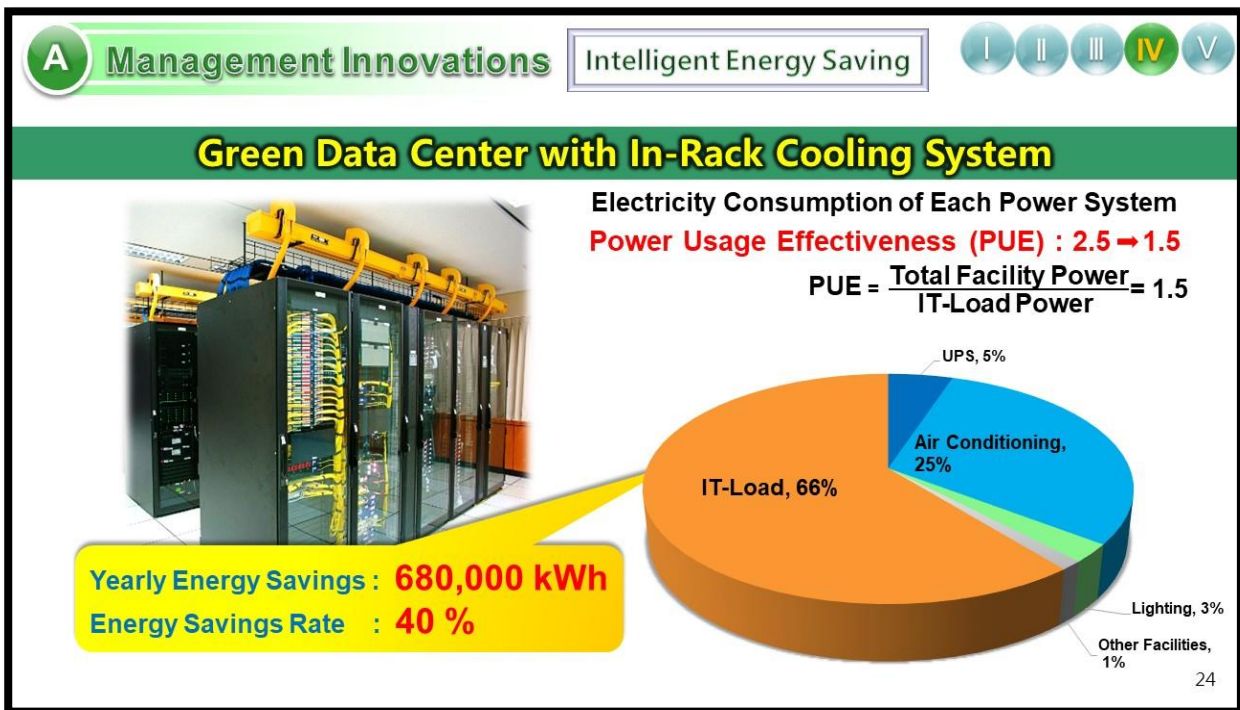 A
Management Innovations
Intelligent Energy Saving
I II III IV V
Green Data Center with In-Rack Cooling System
Electricity Consumption of Each Power System
Power Usage Effectiveness (PUE) : 2.5 ➡ 1.5
PUE = Total Facility Power = 1.5
IT-Load Power
UPS, 5%
Air Conditioning,
25%
IT-Load, 66%
Lighting, 3%
Other Facilities,
1%
Yearly Energy Savings : 680,000 kWh
Energy Savings Rate : 40 %
24